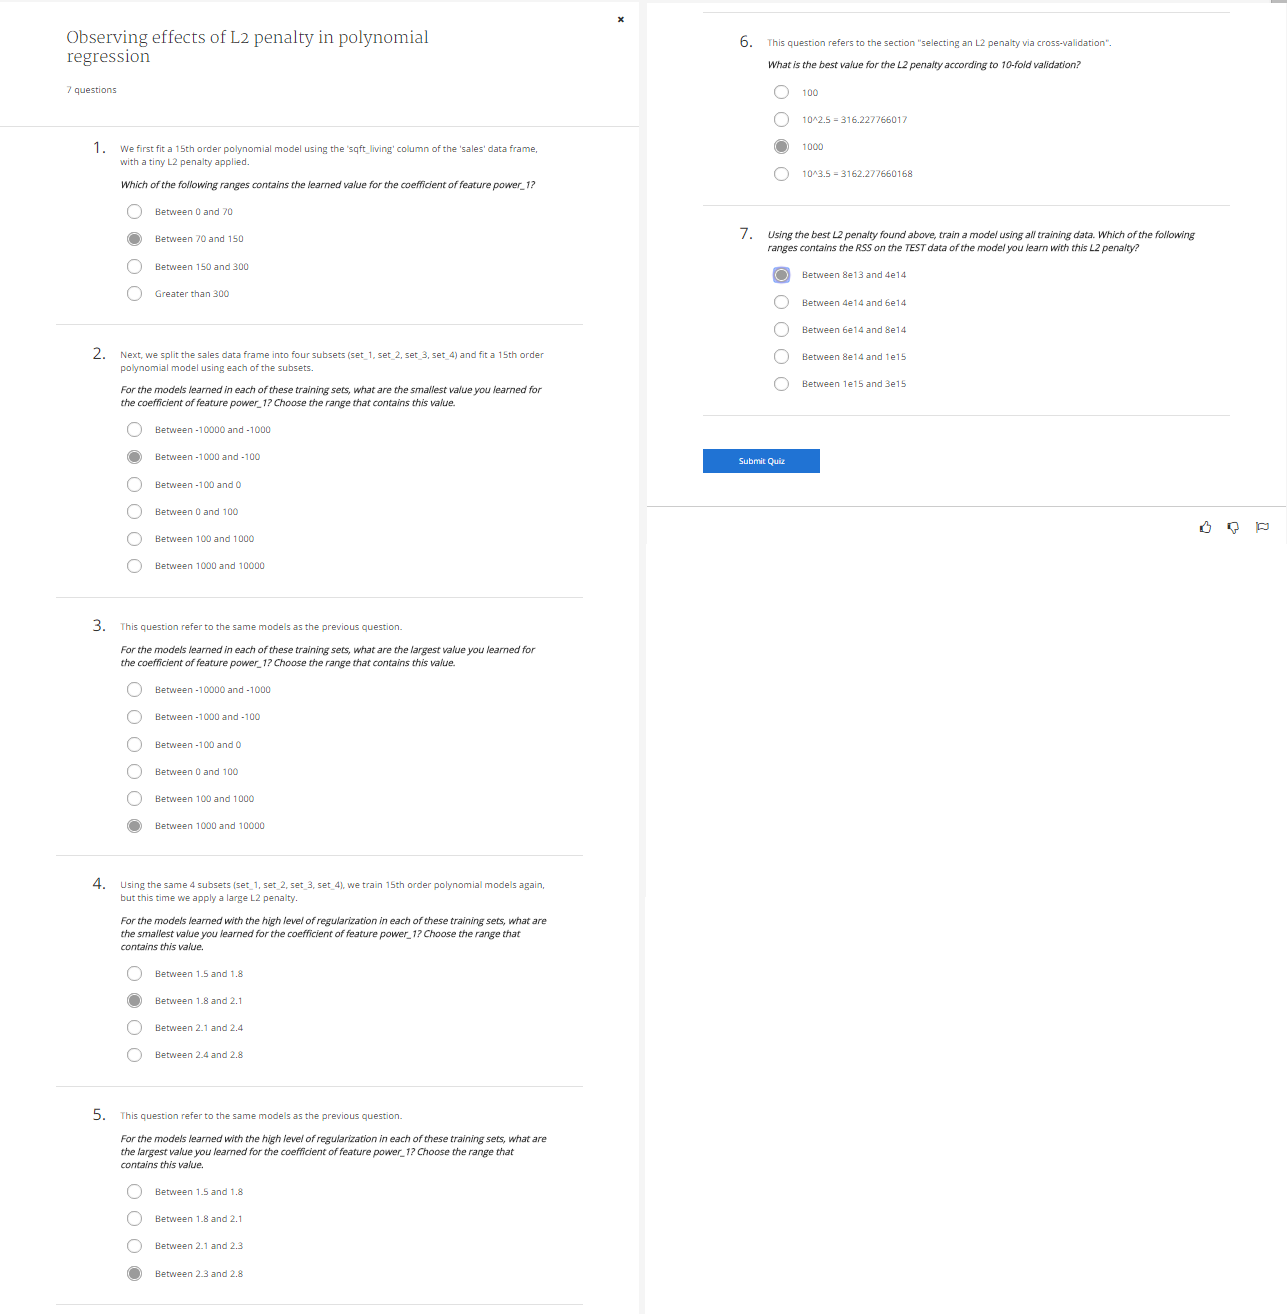 Observing effects of L2 penalty in polynomial
regression
7 questions
1. We first fit a 15th order polynomial model using the 'sqft_living' column of the 'sales' data frame,
with a tiny L2 penalty applied.
Which of the following ranges contains the learned value for the coefficient of feature power_1?
Between 0 and 70
Between 70 and 150
Between 150 and 300
Greater than 300
2. Next, we split the sales data frame into four subsets (set_1, set_2, set_3, set_4) and fit a 15th order
polynomial model using each of the subsets.
For the models learned in each of these training sets, what are the smallest value you learned for
the coefficient of feature power_1? Choose the range that contains this value.
Between -10000 and -1000
Between -1000 and -100
Between -100 and 0
Between 0 and 100
Between 100 and 1000
Between 1000 and 10000
3. This question refer to the same models as the previous question.
For the models learned in each of these training sets, what are the largest value you learned for
the coefficient of feature power_1? Choose the range that contains this value.
Between -10000 and -1000
Between -1000 and -100
Between -100 and 0
Between 0 and 100
Between 100 and 1000
Between 1000 and 10000
4. Using the same 4 subsets (set_1, set_2, set_3, set_4), we train 15th order polynomial models again,
but this time we apply a large L2 penalty.
For the models learned with the high level of regularization in each of these training sets, what are
the smallest value you learned for the coefficient of feature power_1? Choose the range that
contains this value.
Between 1.5 and 1.8
Between 1.8 and 2.1
Between 2.1 and 2.4
Between 2.4 and 2.8
5. This question refer to the same models as the previous question.
For the models learned with the high level of regularization in each of these training sets, what are
the largest value you learned for the coefficient of feature power_1? Choose the range that
contains this value.
Between 1.5 and 1.8
Between 1.8 and 2.1
Between 2.1 and 2.3
Between 2.3 and 2.8
6. This question refers to the section "selecting an L2 penalty via cross-validation".
What is the best value for the L2 penalty according to 10-fold validation?
100
10^2.5 = 316.227766017
1000
10^3.5 = 3162.277660168
7. Using the best L2 penalty found above, train a model using all training data. Which of the following
ranges contains the RSS on the TEST data of the model you learn with this L2 penalty?
Between 8e13 and 4e14
Between 4e14 and 6e14
Between 6e14 and 8e14
Between 8e14 and 1e15
Between 1e15 and 3e15
Submit Quiz